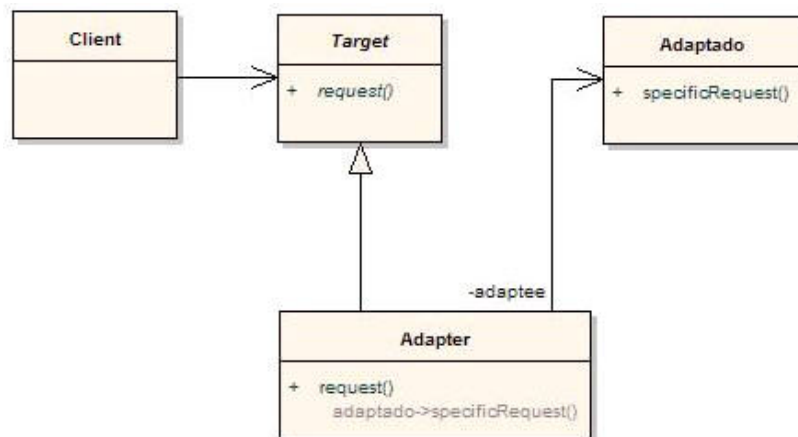 Client
Target
+ request()
Adaptado
+ specificRequest()
-adaptee
Adapter
+ request()
adaptado->specificRequest()